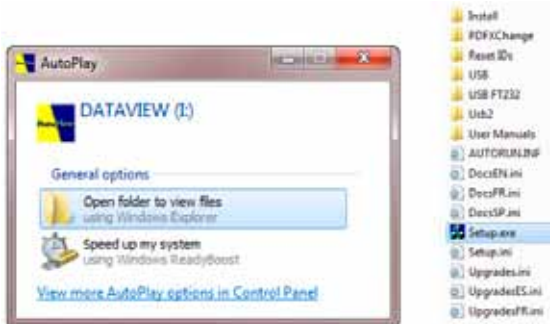 AutoPlay
DATAVIEW (I:)
General options
Open folder to view files
using Windows Explorer
Speed up my system
using Windows ReadyBoost
View more AutoPlay options in Control Panel
Install
PDFXChange
Reset IDs
USB
USB FT232
Usb2
User Manuals
AUTORUN.INF
DocsEN.ini
DocsFR.ini
DocsSP.ini
Setup.exe
Setup.ini
Upgrades.ini
UpgradesES.ini
UpgradesFR.ini